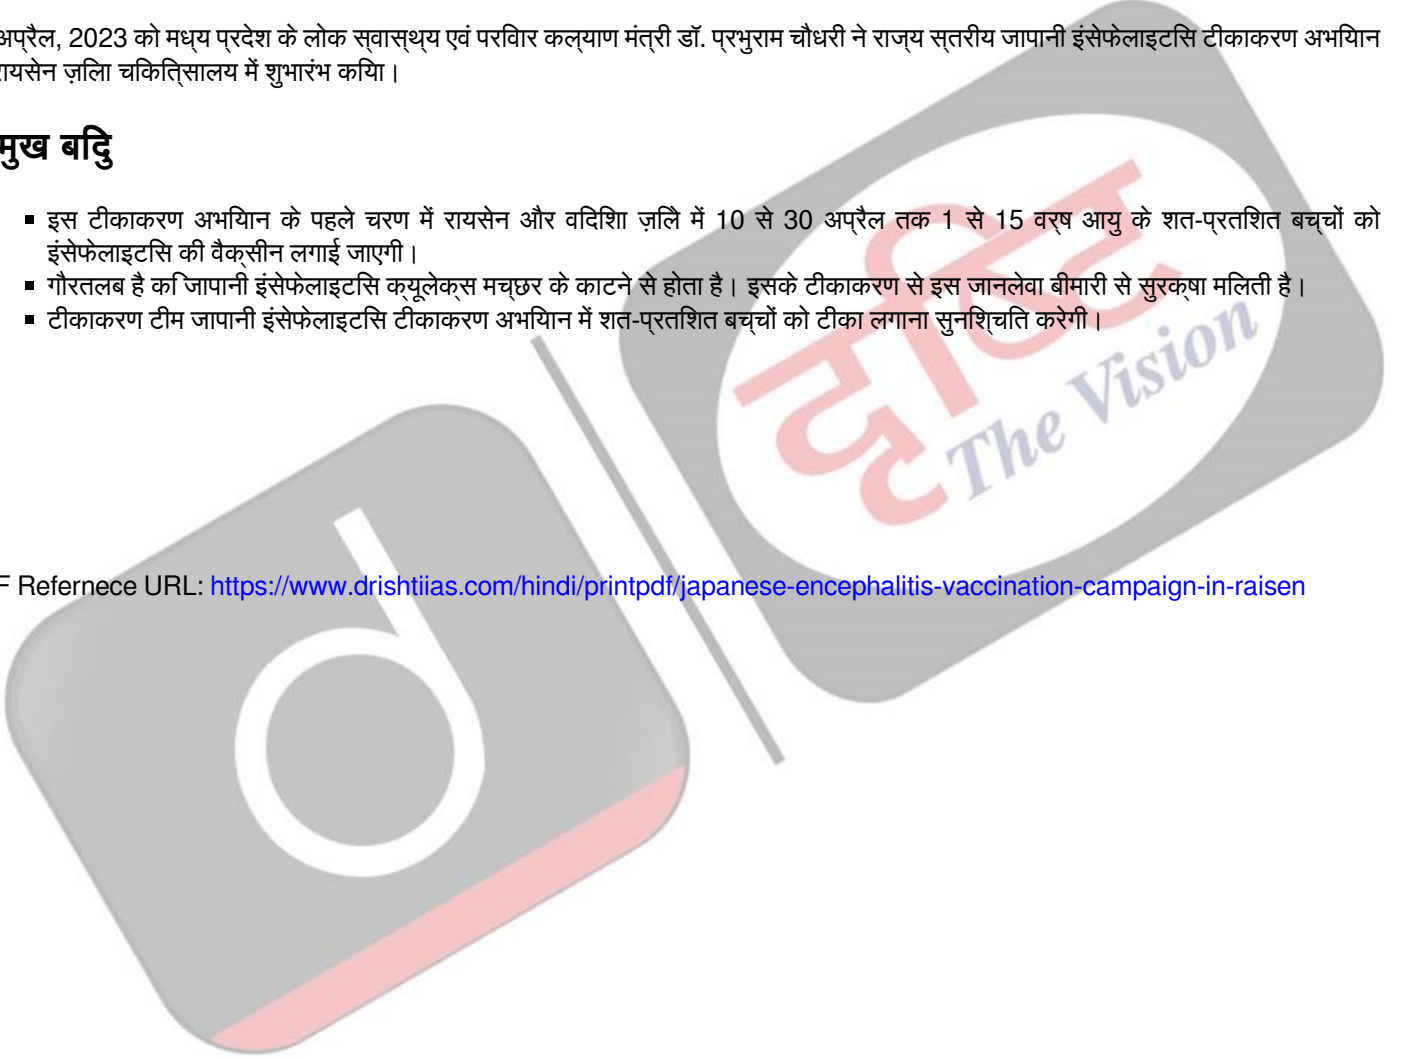 अप्रैल, 2023 को मध्य प्रदेश के लोक स्वास्थ्य एवं परिवार कल्याण मंत्री डॉ. प्रभुराम चौधरी ने राज्य स्तरीय जापानी इंसेफेलाइटिस टीकाकरण अभियान
रायसेन ज़िला चिकित्सालय में शुभारंभ किया।
मुख बिंदु
▪ इस टीकाकरण अभियान के पहले चरण में रायसेन और विदिशा ज़िले में 10 से 30 अप्रैल तक 1 से 15 वर्ष आयु के शत-प्रतिशत बच्चों को
इंसेफेलाइटिस की वैक्सीन लगाई जाएगी।
▪ गौरतलब है कि जापानी इंसेफेलाइटिस क्यूलेक्स मच्छर के काटने से होता है। इसके टीकाकरण से इस जानलेवा बीमारी से सुरक्षा मिलती है।
▪ टीकाकरण टीम जापानी इंसेफेलाइटिस टीकाकरण अभियान में शत-प्रतिशत बच्चों को टीका लगाना सुनिश्चित करेगी।
दृष्टि
The Vision
F Refernece URL: https://www.drishtiias.com/hindi/printpdf/japanese-encephalitis-vaccination-campaign-in-raisen
d